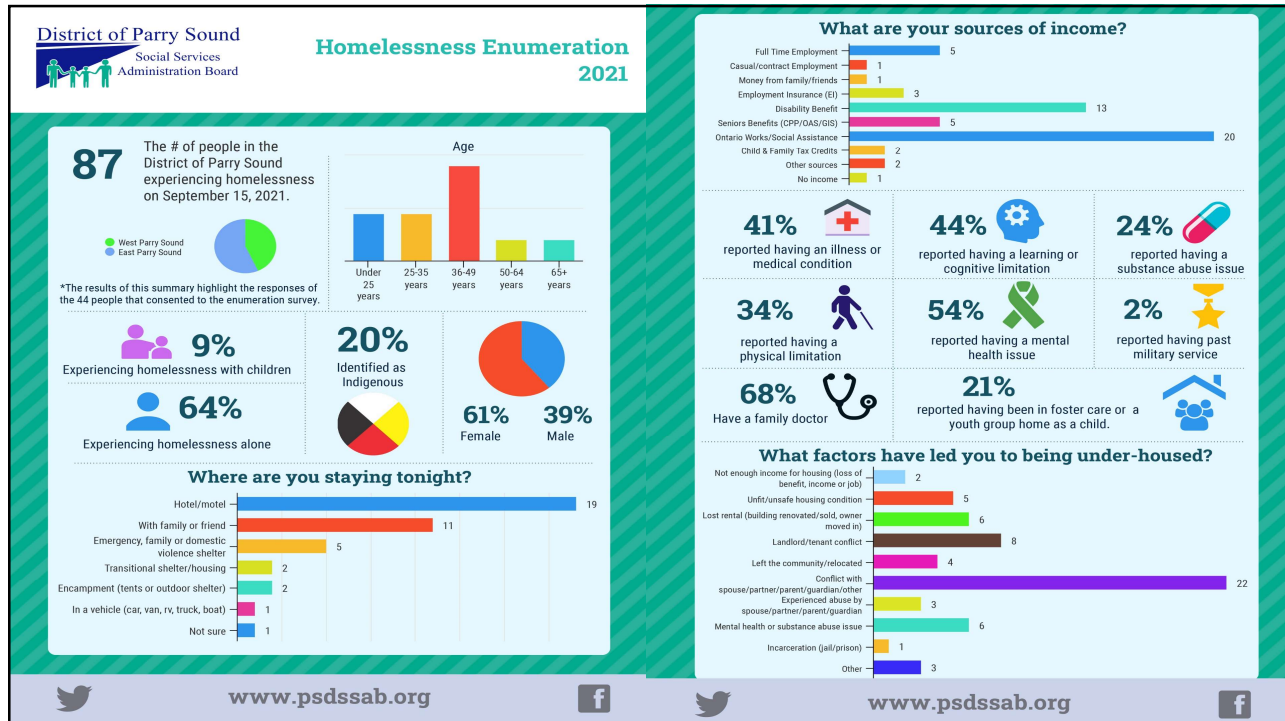 District of Parry Sound
Social Services
Administration Board
Homelessness Enumeration
2021
87
The # of people in the
District of Parry Sound
experiencing homelessness
on September 15, 2021.
West Parry Sound
East Parry Sound
*The results of this summary highlight the responses of
the 44 people that consented to the enumeration survey.
Age
Under
25
years
25-35
years
36-49
years
50-64
years
65+
years
9%
Experiencing homelessness with children
64%
Experiencing homelessness alone
20%
Identified as
Indigenous
61%
Female
39%
Male
Where are you staying tonight?
Hotel/motel 19
With family or friend 11
Emergency, family or domestic
violence shelter 5
Transitional shelter/housing 2
Encampment (tents or outdoor shelter) 2
In a vehicle (car, van, rv, truck, boat) 1
Not sure 1
www.psdssab.org
f
What are your sources of income?
Full Time Employment 5
Casual/contract Employment 1
Money from family/friends 1
Employment Insurance (EI) 3
Disability Benefit 13
Seniors Benefits (CPP/OAS/GIS) 5
Ontario Works/Social Assistance 20
Child & Family Tax Credits 2
Other sources 2
No income 1
41%
reported having an illness or
medical condition
44%
reported having a learning or
cognitive limitation
24%
reported having a
substance abuse issue
34%
reported having a
physical limitation
54%
reported having a mental
health issue
2%
reported having past
military service
68%
Have a family doctor
21%
reported having been in foster care or a
youth group home as a child.
What factors have led you to being under-housed?
Not enough income for housing (loss of
benefit, income or job) 2
Unfit/unsafe housing condition 5
Lost rental (building renovated/sold, owner
moved in) 6
Landlord/tenant conflict 8
Left the community/relocated 4
Conflict with
spouse/partner/parent/guardian/other 22
Experienced abuse by
spouse/partner/parent/guardian 3
Mental health or substance abuse issue 6
Incarceration (jail/prison) 1
Other 3
www.psdssab.org
f